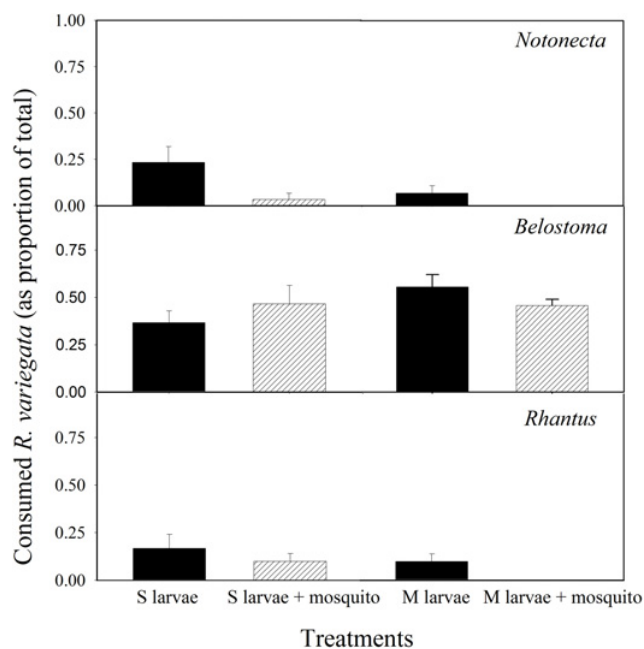 Consumed R. variegata (as proportion of total)
1.00
Notonecta
0.75
0.50
0.25
0.00
Belostoma
0.75
0.50
0.25
0.00
Rhantus
0.75
0.50
0.25
0.00
S larvae S larvae + mosquito M larvae M larvae + mosquito
Treatments